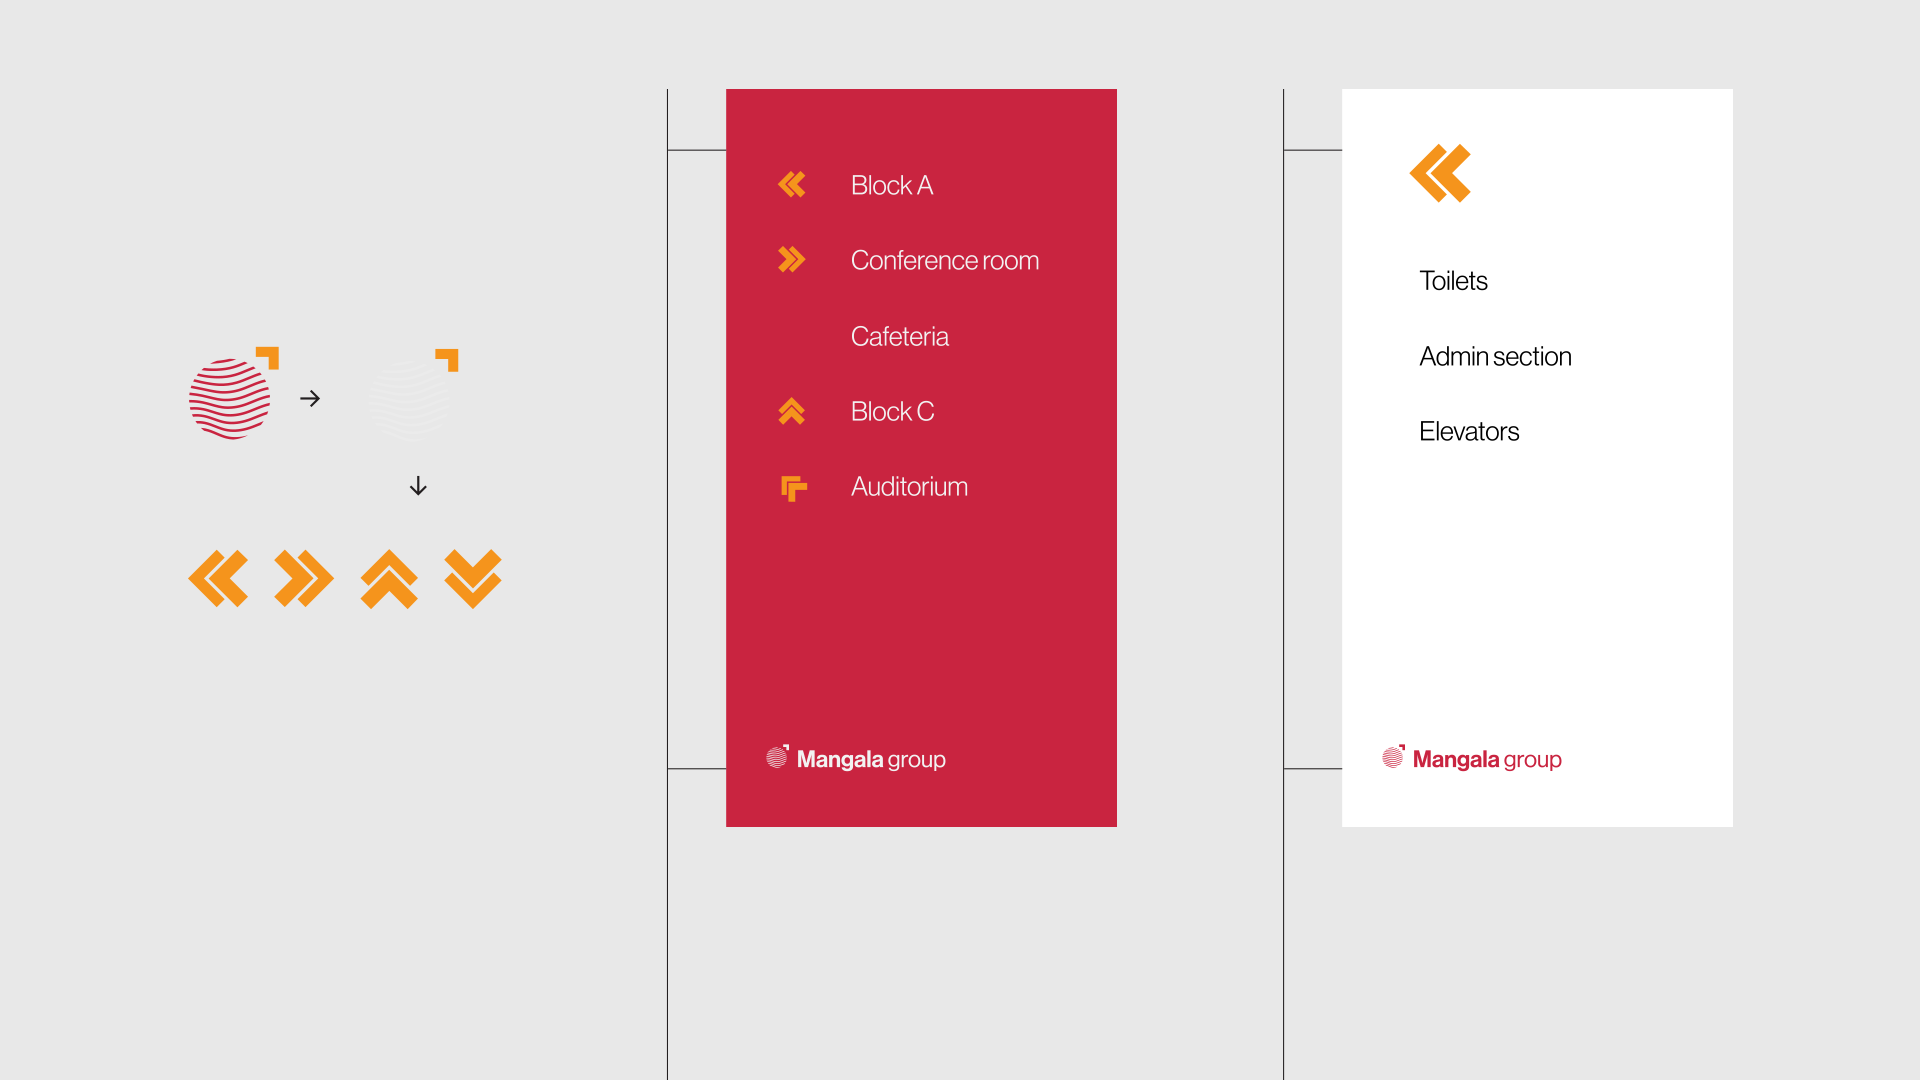 Block A
Conference room
Cafeteria
Block C
Auditorium
Mangala group
Toilets
Admin section
Elevators
Mangala group